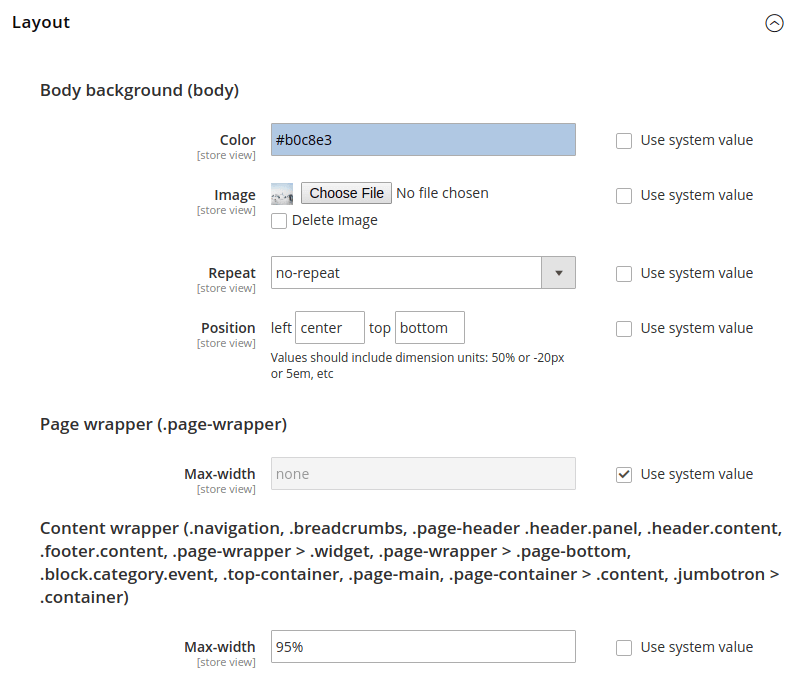 Layout
Body background (body)
Color #b0c8e3 Use system value
[store view]
Image Choose File No file chosen Use system value
[store view]
Delete Image
Repeat no-repeat Use system value
[store view]
Position left center top bottom Use system value
[store view]
Values should include dimension units: 50% or -20px
or 5em, etc
Page wrapper (.page-wrapper)
Max-width none Use system value
[store view]
Content wrapper (.navigation, .breadcrumbs, .page-header .header.panel, .header.content,
.footer.content, .page-wrapper > .widget, .page-wrapper > .page-bottom,
.block.category.event, .top-container, .page-main, .page-container > .content, .jumbotron >
.container)
Max-width 95% Use system value
[store view]